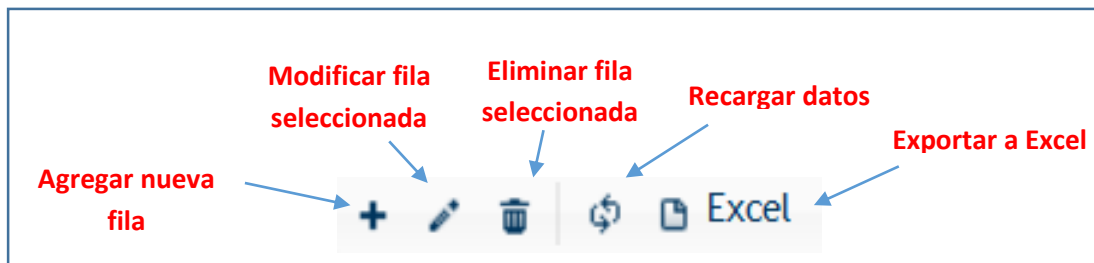 Modificar fila
seleccionada
Eliminar fila
seleccionada
Recargar datos
Exportar a Excel
Agregar nueva
fila
Excel